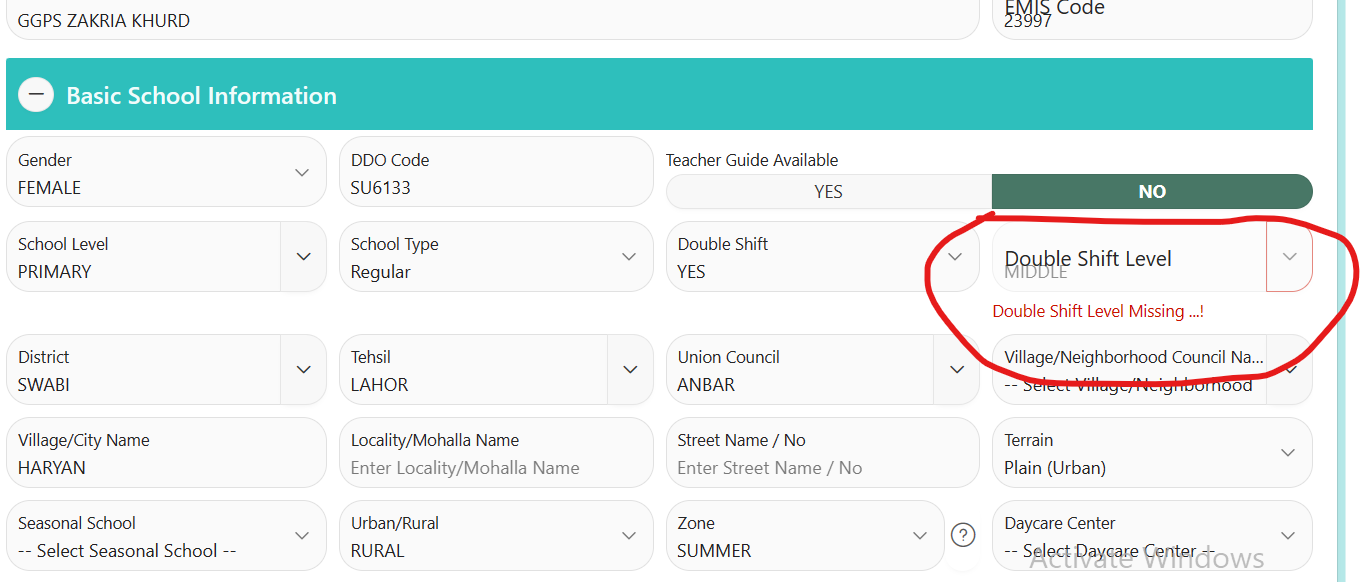 EMIS Code
GGPS ZAKRIA KHURD
23997
Basic School Information
Gender
FEMALE
DDO Code
SU6133
Teacher Guide Available
YES
NO
School Level
PRIMARY
School Type
Regular
Double Shift
YES
Double Shift Level
MIDDLE
Double Shift Level Missing ...!
District
SWABI
Tehsil
LAHOR
Union Council
ANBAR
Village/Neighborhood Council Na...
-- Select Village/Neighborhood
Village/City Name
HARYAN
Locality/Mohalla Name
Enter Locality/Mohalla Name
Street Name / No
Enter Street Name / No
Terrain
Plain (Urban)
Seasonal School
-- Select Seasonal School --
Urban/Rural
RURAL
Zone
SUMMER
?
Daycare Center
-- Select Daycare Center --
Activate Windows